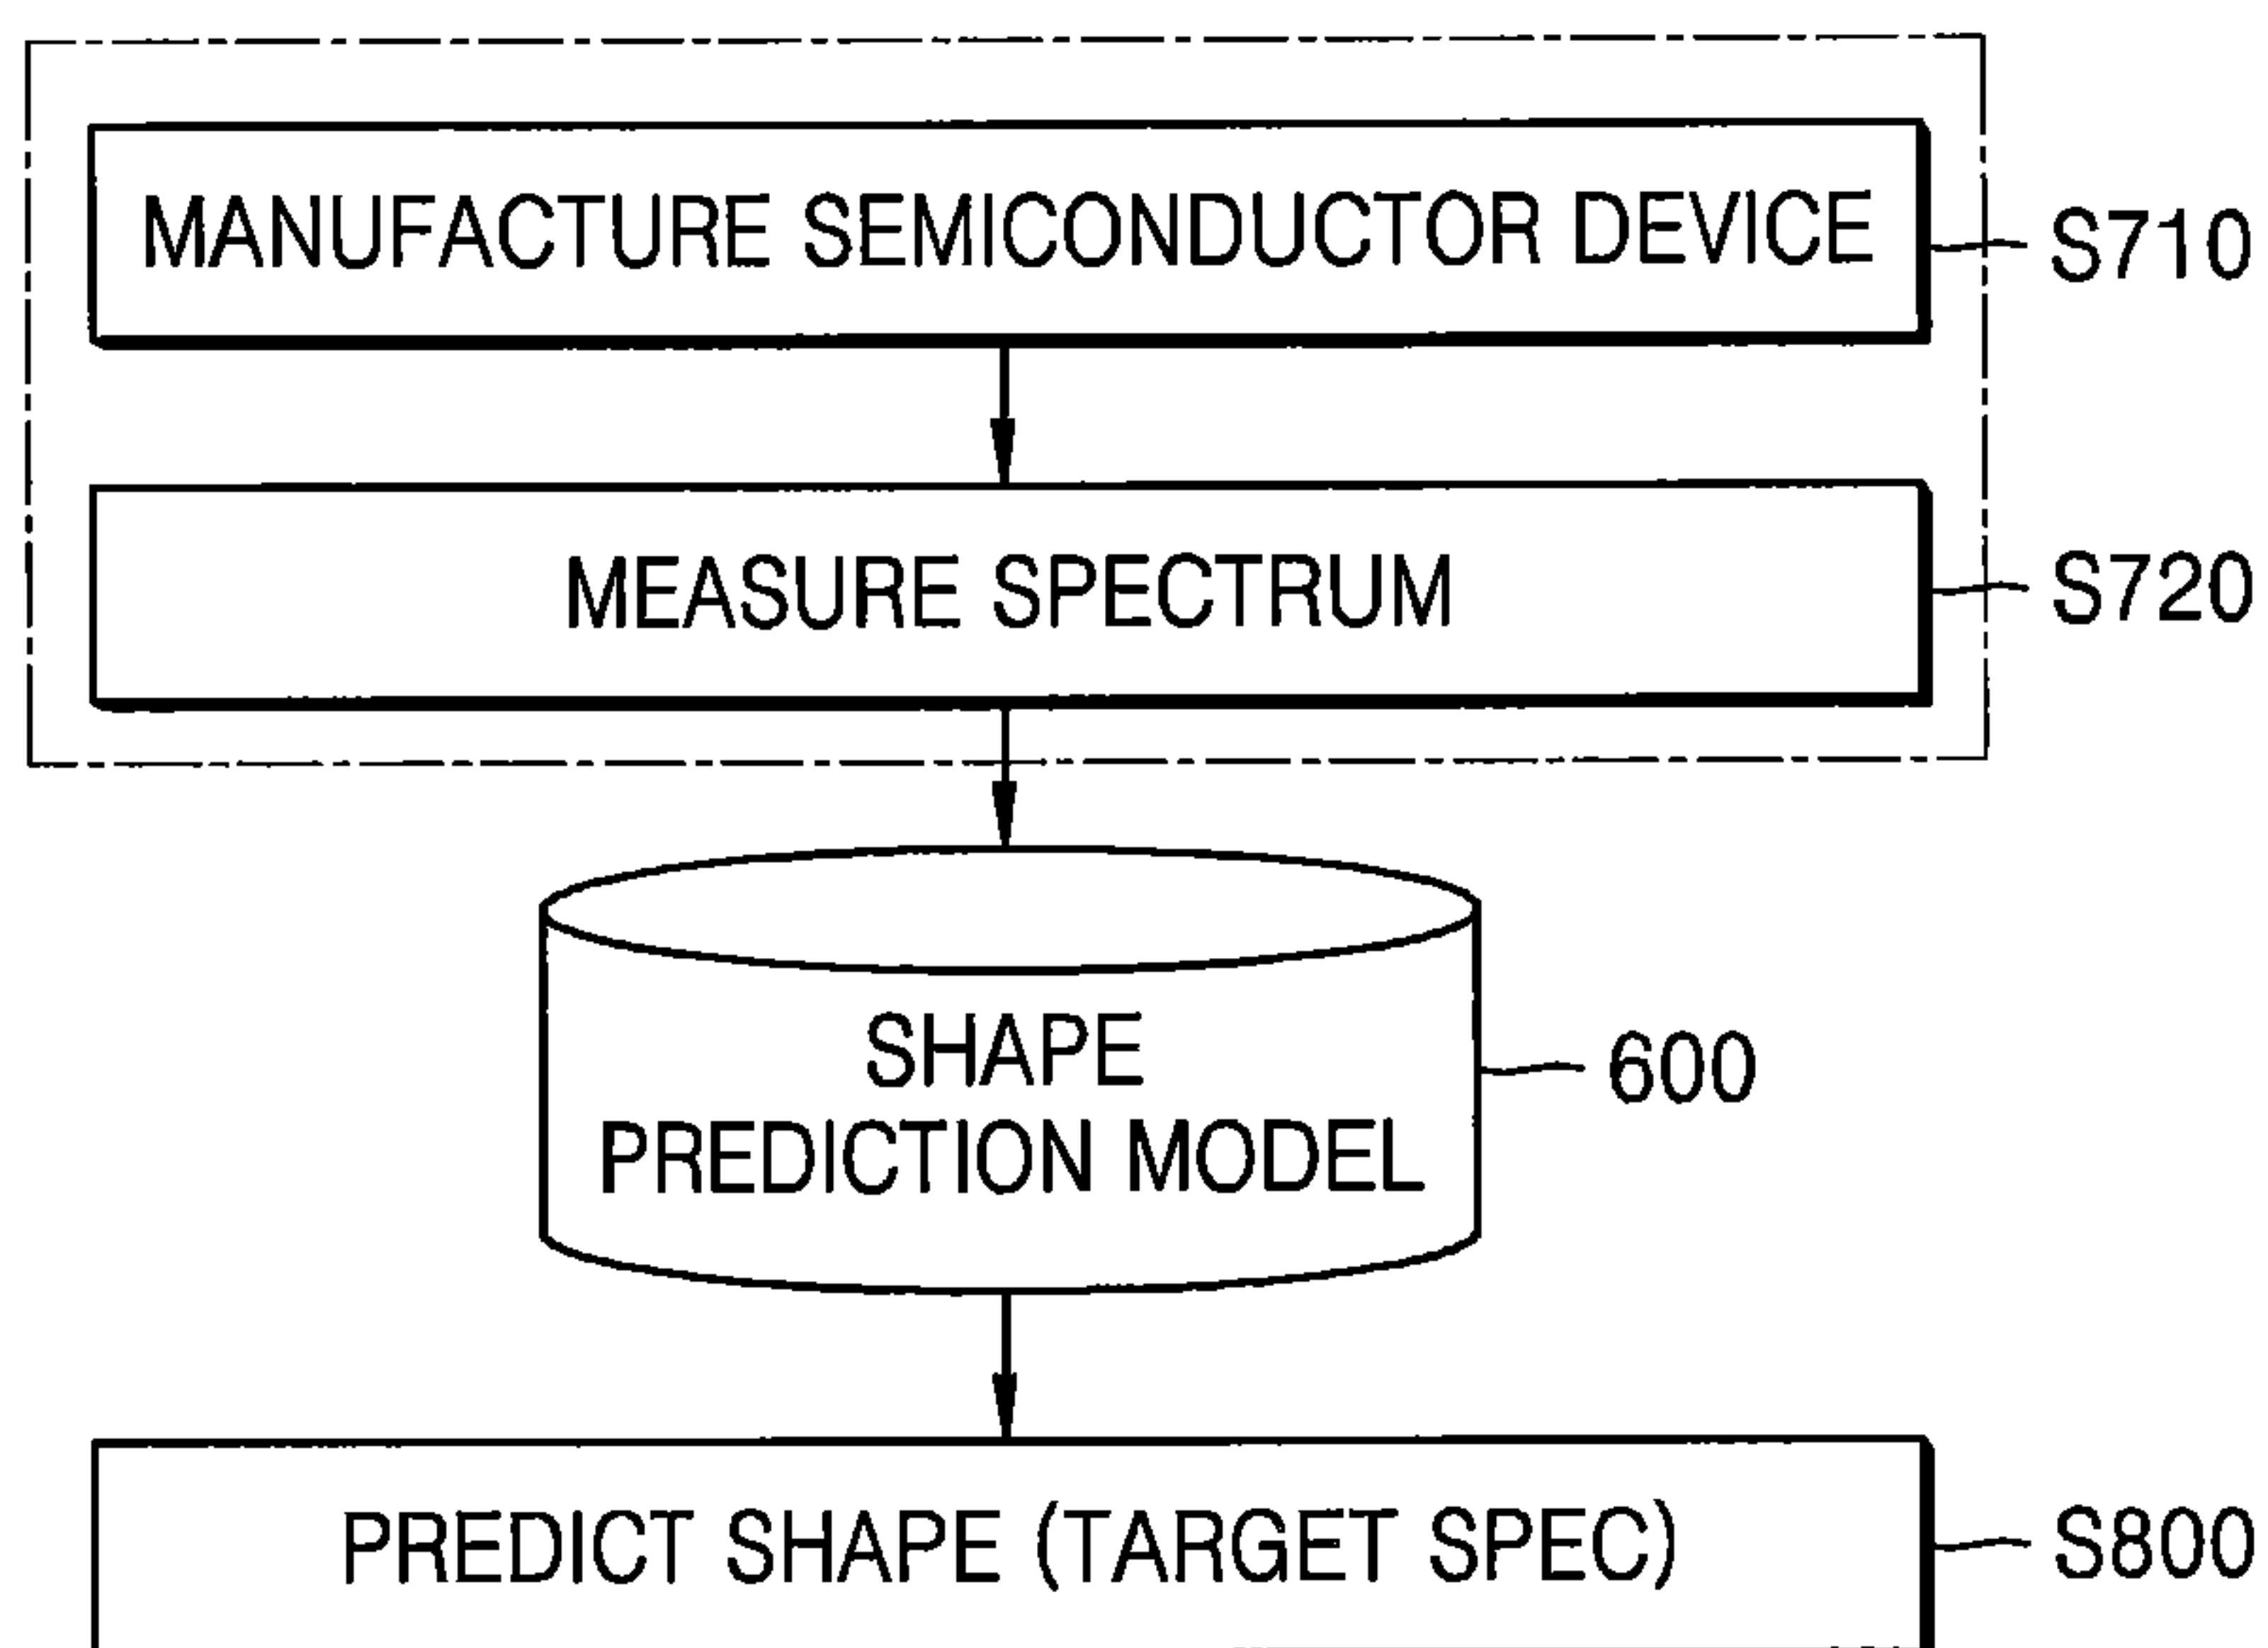 MANUFACTURE SEMICONDUCTOR DEVICE
S710
MEASURE SPECTRUM
S720
SHAPE
PREDICTION MODEL
600
PREDICT SHAPE (TARGET SPEC)
S800